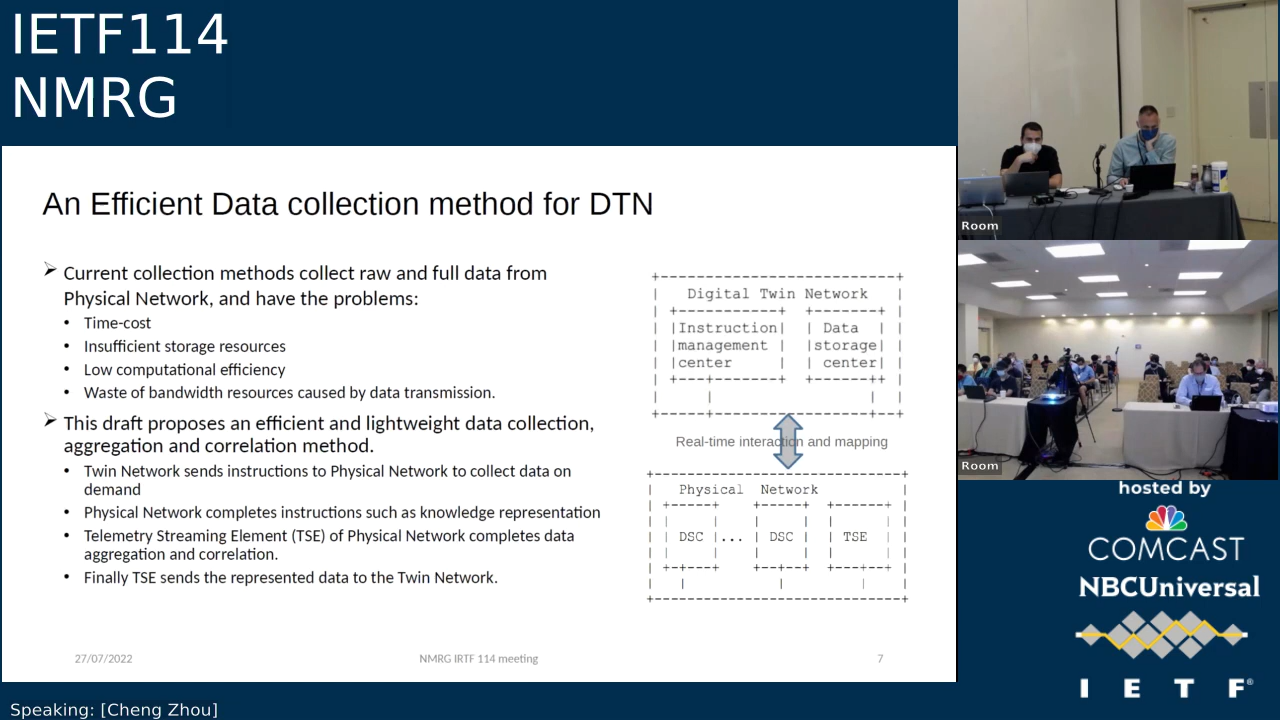 IETF114
NMRG
An Efficient Data collection method for DTN
Current collection methods collect raw and full data from
Physical Network, and have the problems:
• Time-cost
• Insufficient storage resources
• Low computational efficiency
• Waste of bandwidth resources caused by data transmission.
This draft proposes an efficient and lightweight data collection,
aggregation and correlation method.
• Twin Network sends instructions to Physical Network to collect data on
demand
• Physical Network completes instructions such as knowledge representation
• Telemetry Streaming Element (TSE) of Physical Network completes data
aggregation and correlation.
• Finally TSE sends the represented data to the Twin Network.
Digital Twin Network
Instruction
management
center
Data
storage
center
Real-time interaction and mapping
Physical Network
DSC ... DSC TSE
27/07/2022
NMRG IRTF 114 meeting
7
Room
Room
hosted by
COMCAST
NBCUniversal
I E T F®
Speaking: [Cheng Zhou]